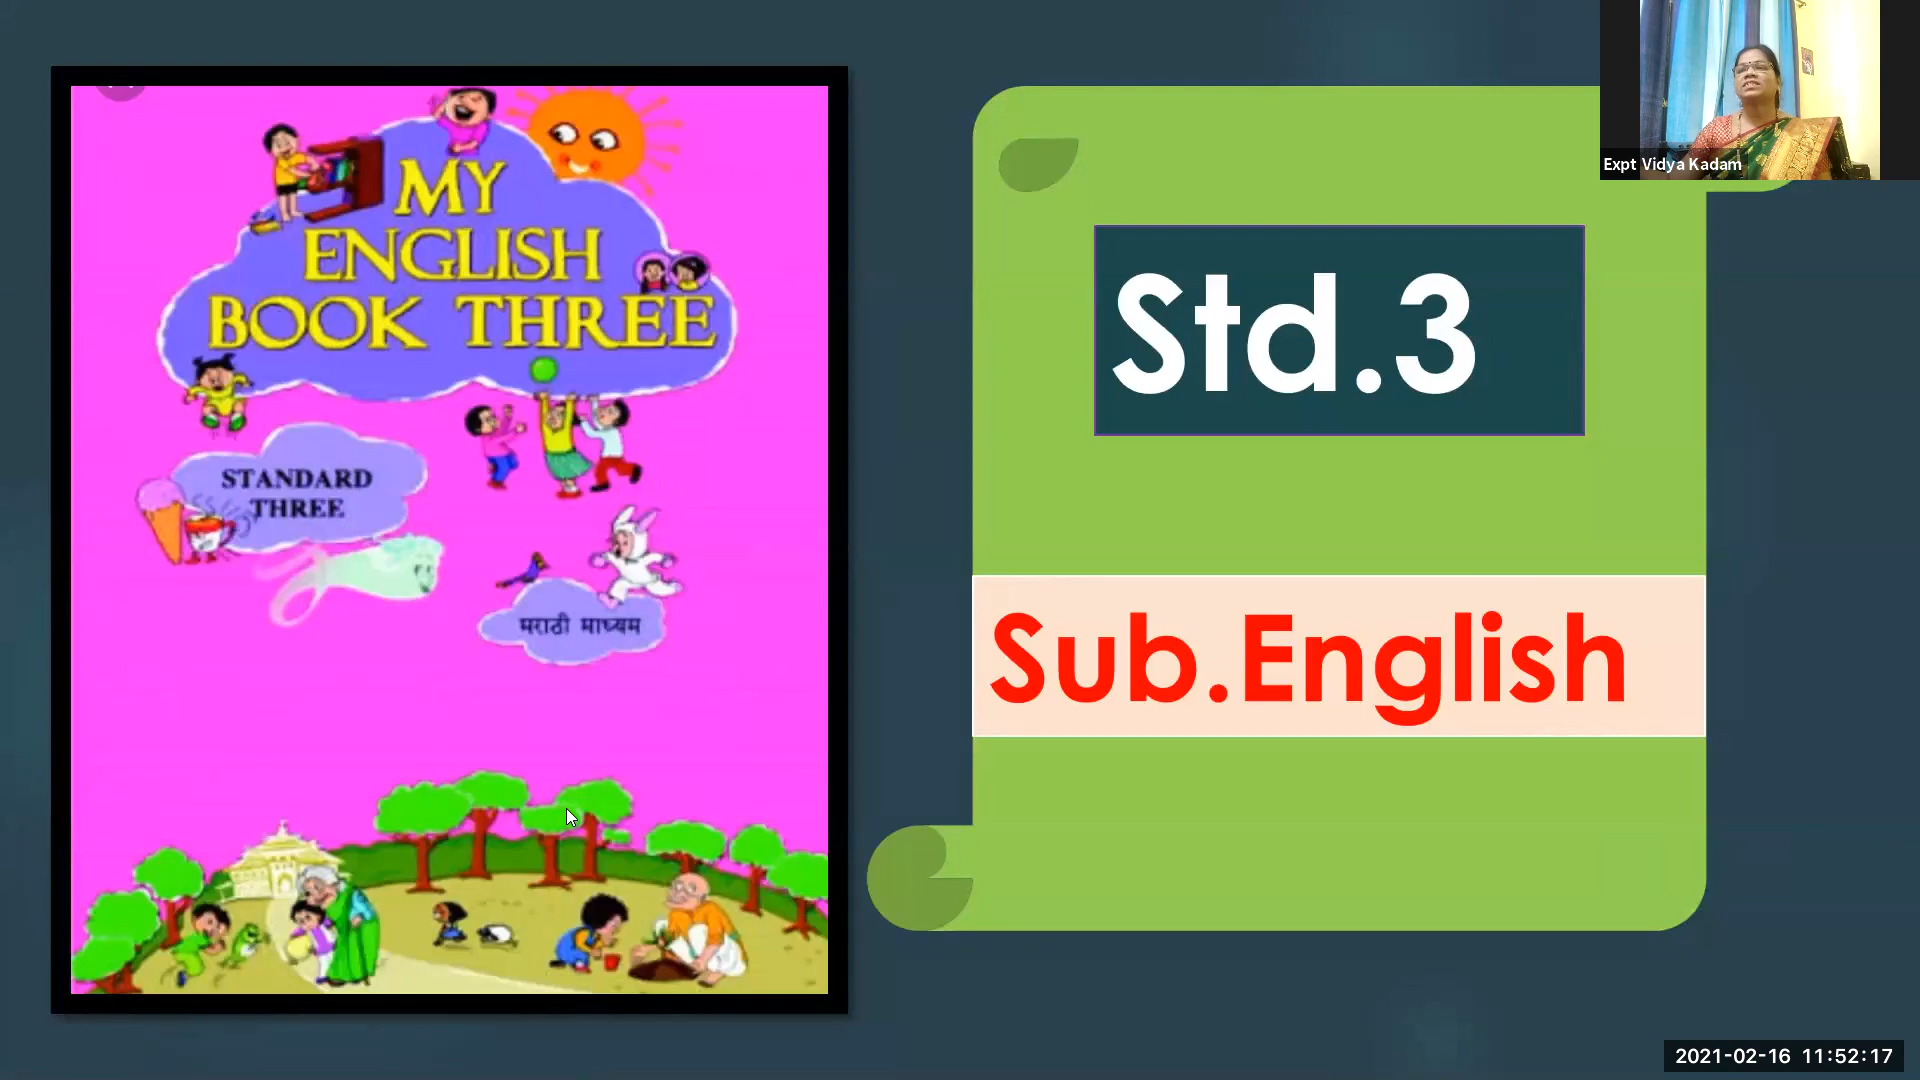 MY
ENGLISH
BOOK THREE
STANDARD
THREE
मराठी माध्यम
Std.3
Sub.English
Expt Vidya Kadam
2021-02-16 11:52:17